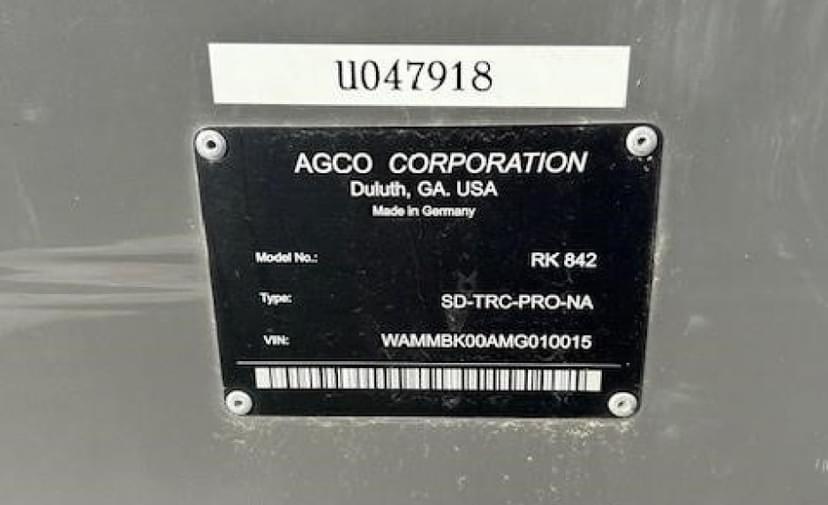 U047918
AGCO CORPORATION
Duluth, GA. USA
Made in Germany
Model No.: RK 842
Type: SD-TRC-PRO-NA
VIN: WAMMBK00AMG010015